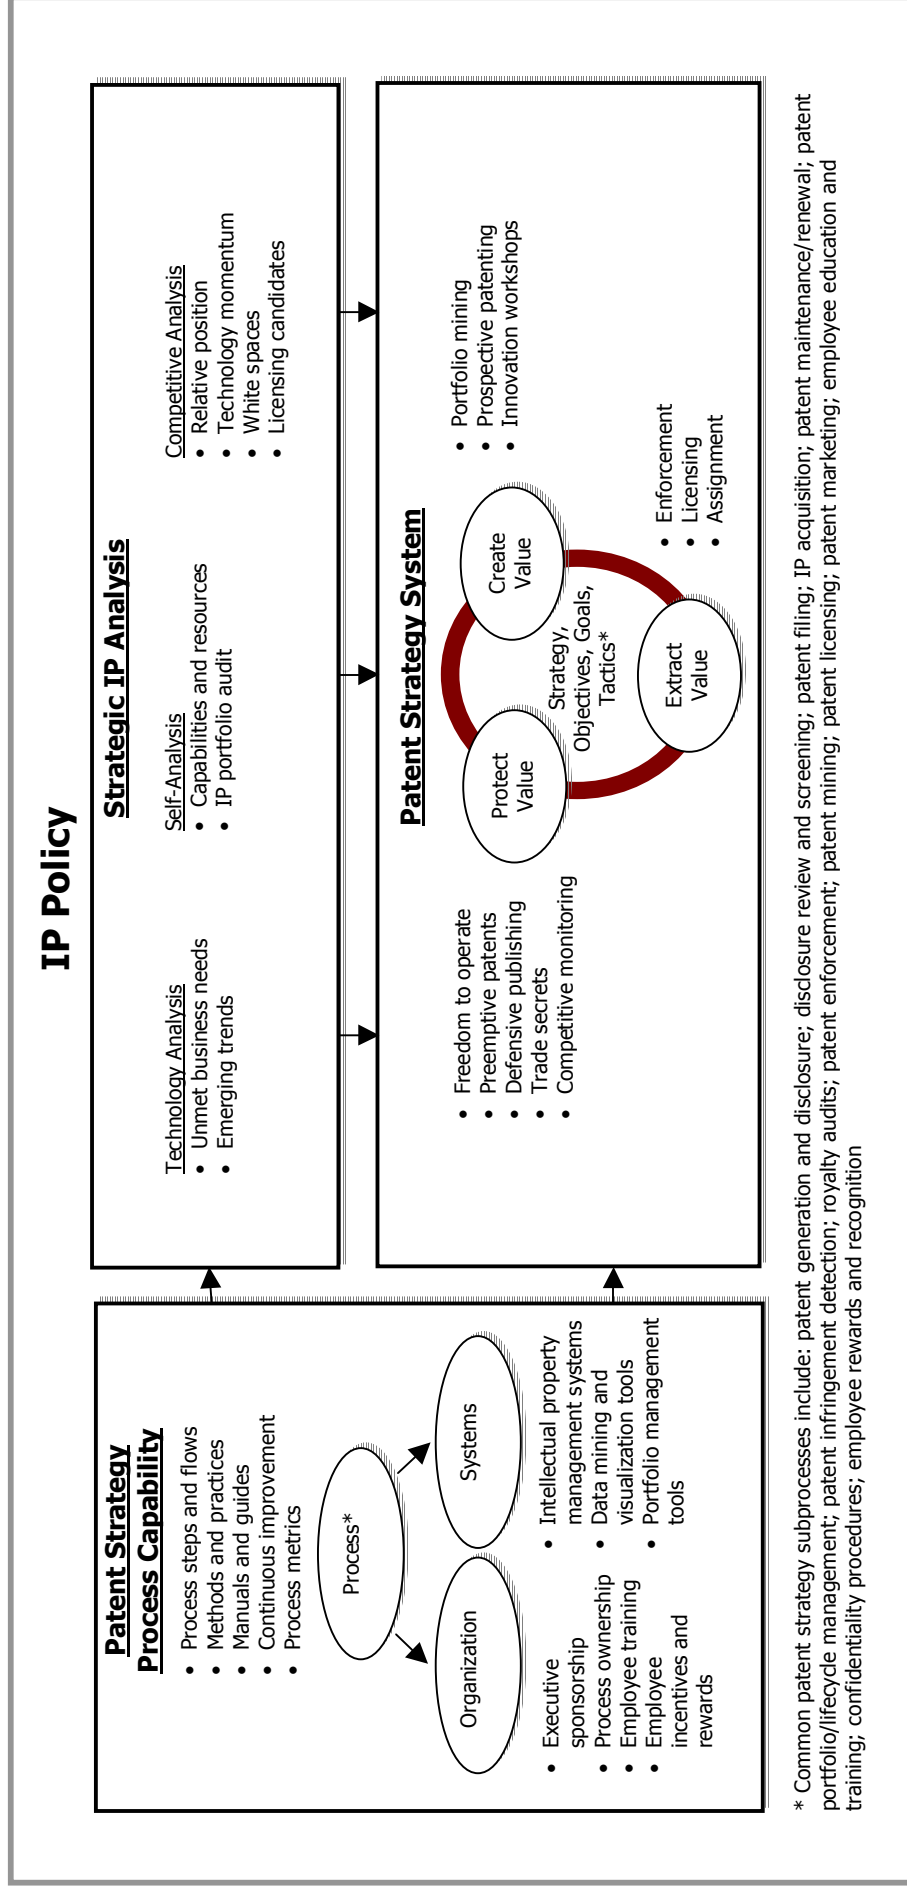 IP Policy
Patent Strategy
Process Capability
• Process steps and flows
• Methods and practices
• Manuals and guides
• Continuous improvement
• Process metrics
Process*
Organization
Systems
• Executive
sponsorship
• Process ownership
• Employee training
• Employee
incentives and
rewards
• Intellectual property
management systems
• Data mining and
visualization tools
• Portfolio management
tools
Strategic IP Analysis
Technology Analysis
• Unmet business needs
• Emerging trends
Self-Analysis
• Capabilities and resources
• IP portfolio audit
Competitive Analysis
• Relative position
• Technology momentum
• White spaces
• Licensing candidates
Patent Strategy System
• Freedom to operate
• Preemptive patents
• Defensive publishing
• Trade secrets
• Competitive monitoring
Protect
Value
Create
Value
Strategy,
Objectives, Goals,
Tactics*
Extract
Value
• Portfolio mining
• Prospective patenting
• Innovation workshops
• Enforcement
• Licensing
• Assignment
* Common patent strategy subprocesses include: patent generation and disclosure; disclosure review and screening; patent filing; IP acquisition; patent maintenance/renewal; patent
portfolio/lifecycle management; patent infringement detection; royalty audits; patent enforcement; patent mining; patent licensing; patent marketing; employee education and
training; confidentiality procedures; employee rewards and recognition